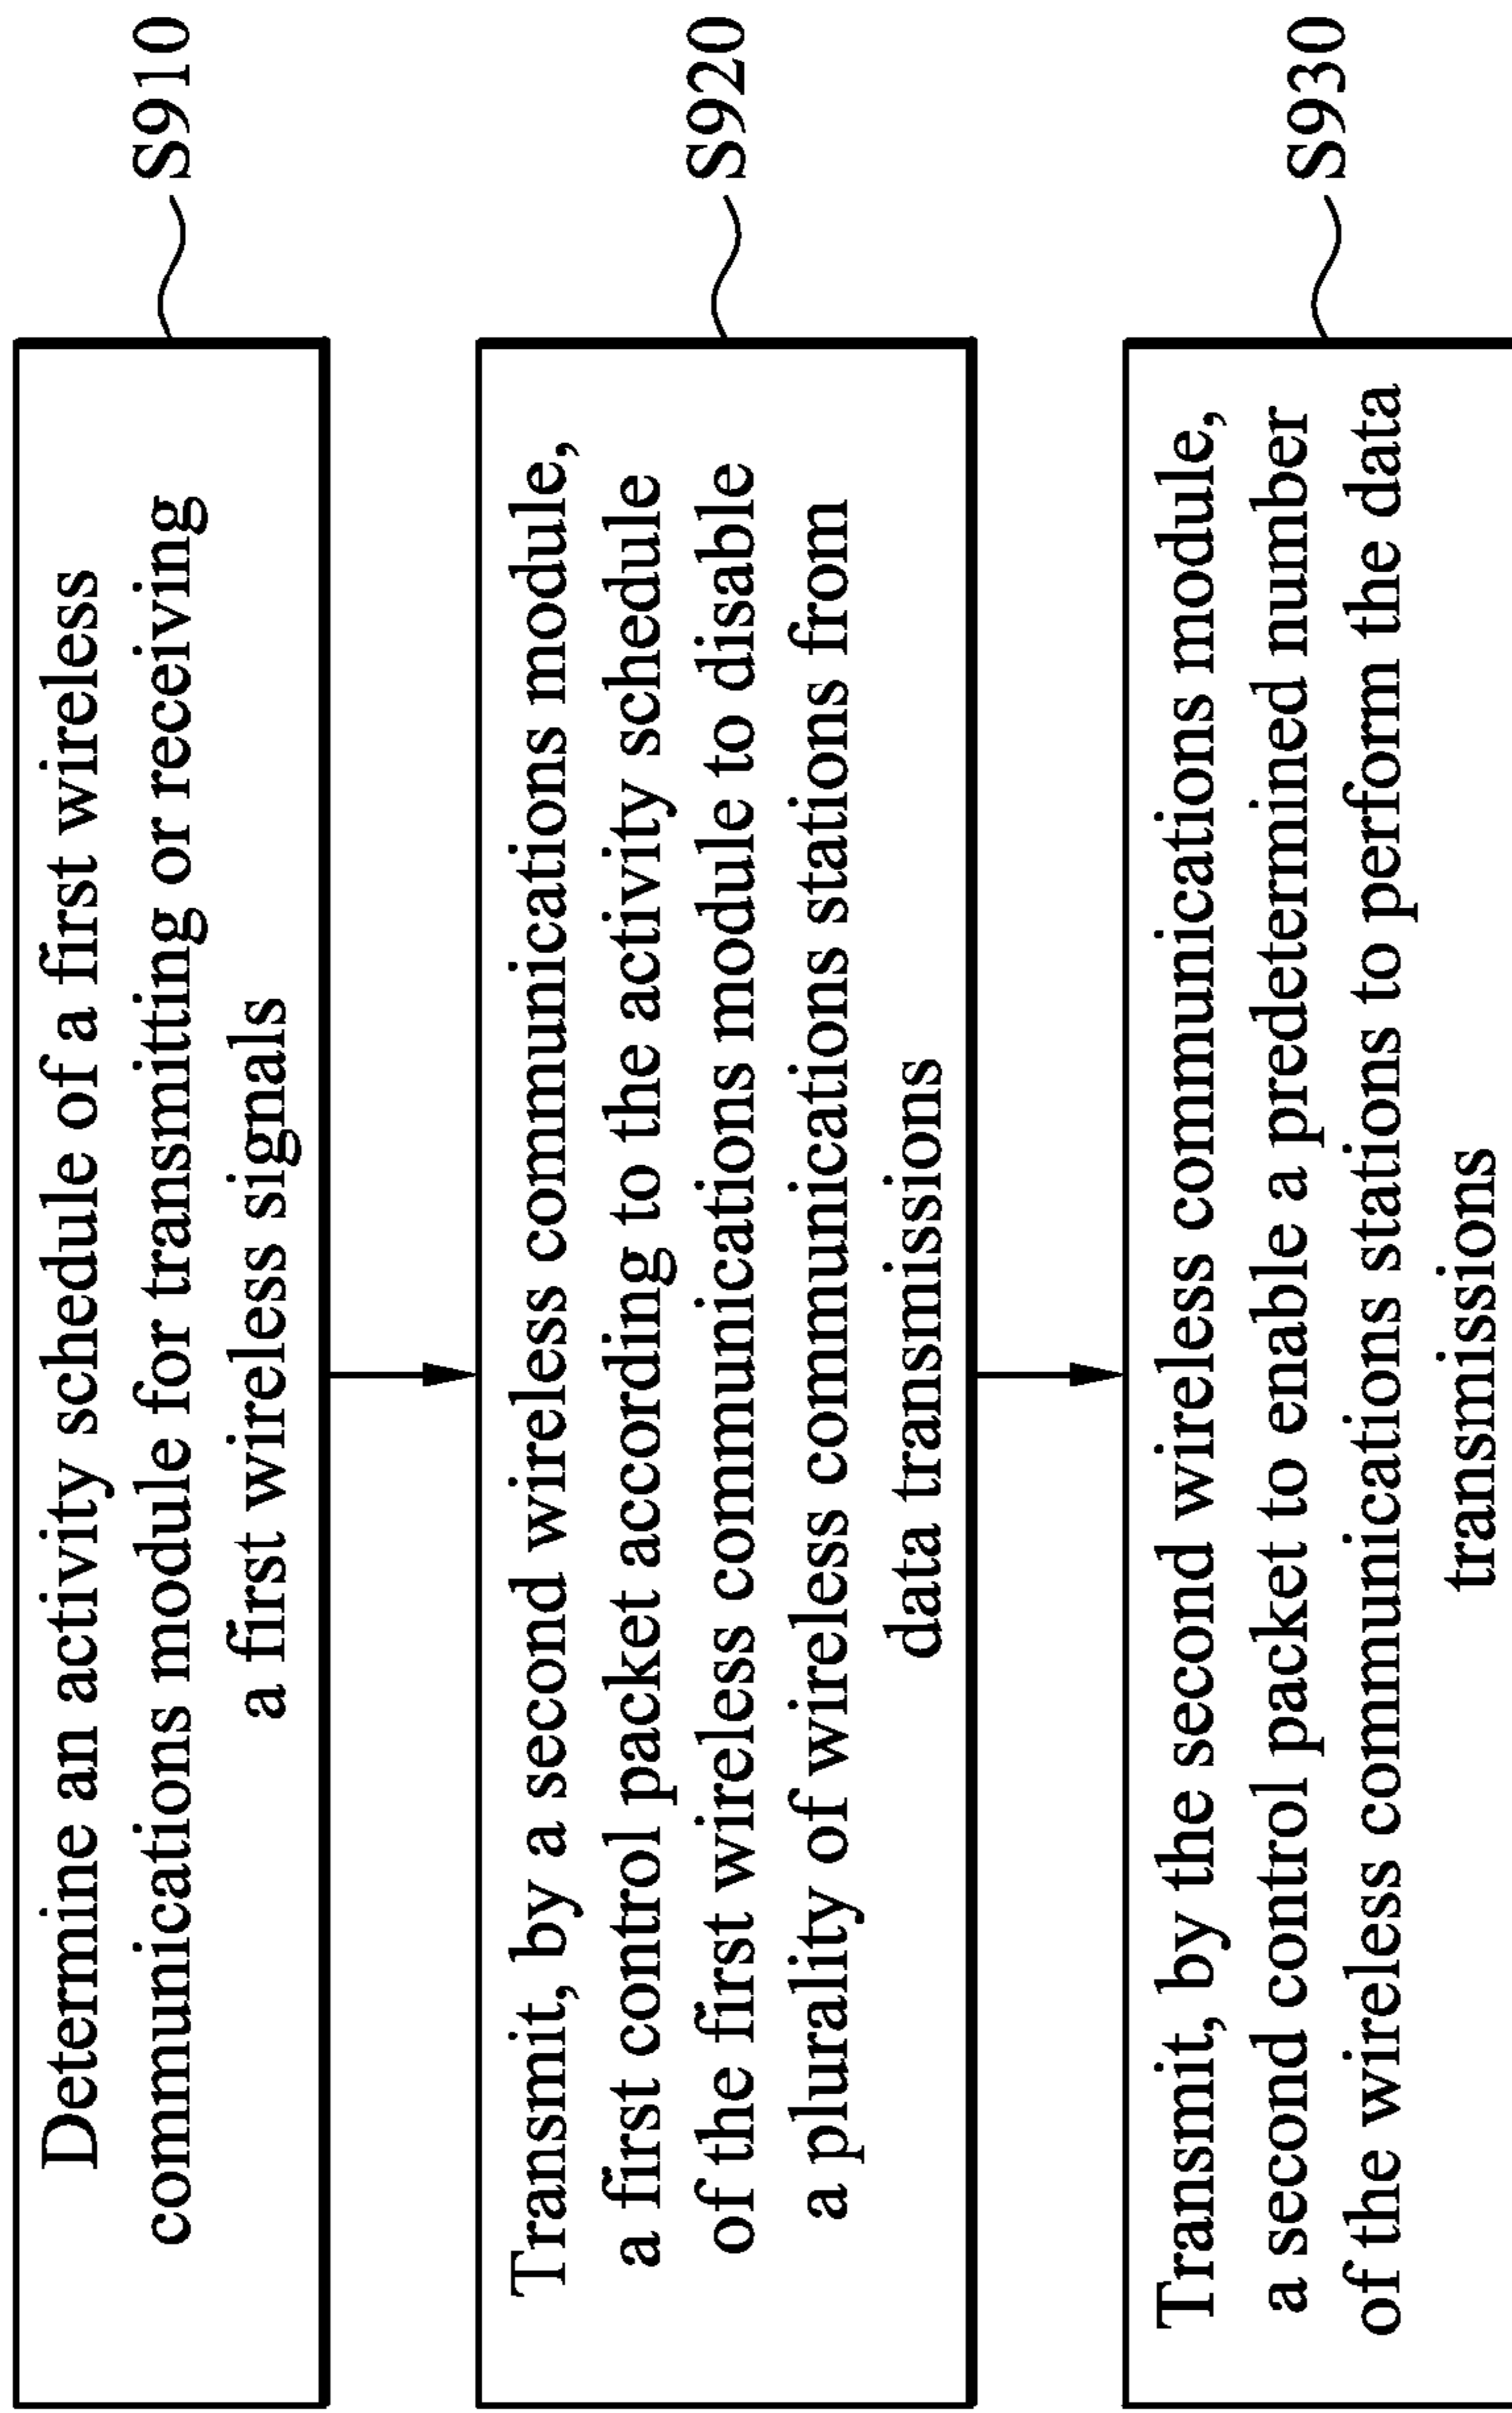 Determine an activity schedule of a first wireless
communications module for transmitting or receiving
a first wireless signals
S910
Transmit, by a second wireless communications module,
a first control packet according to the activity schedule
of the first wireless communications module to disable
a plurality of wireless communications stations from
data transmissions
S920
Transmit, by the second wireless communications module,
a second control packet to enable a predetermined number
of the wireless communications stations to perform the data
transmissions
S930